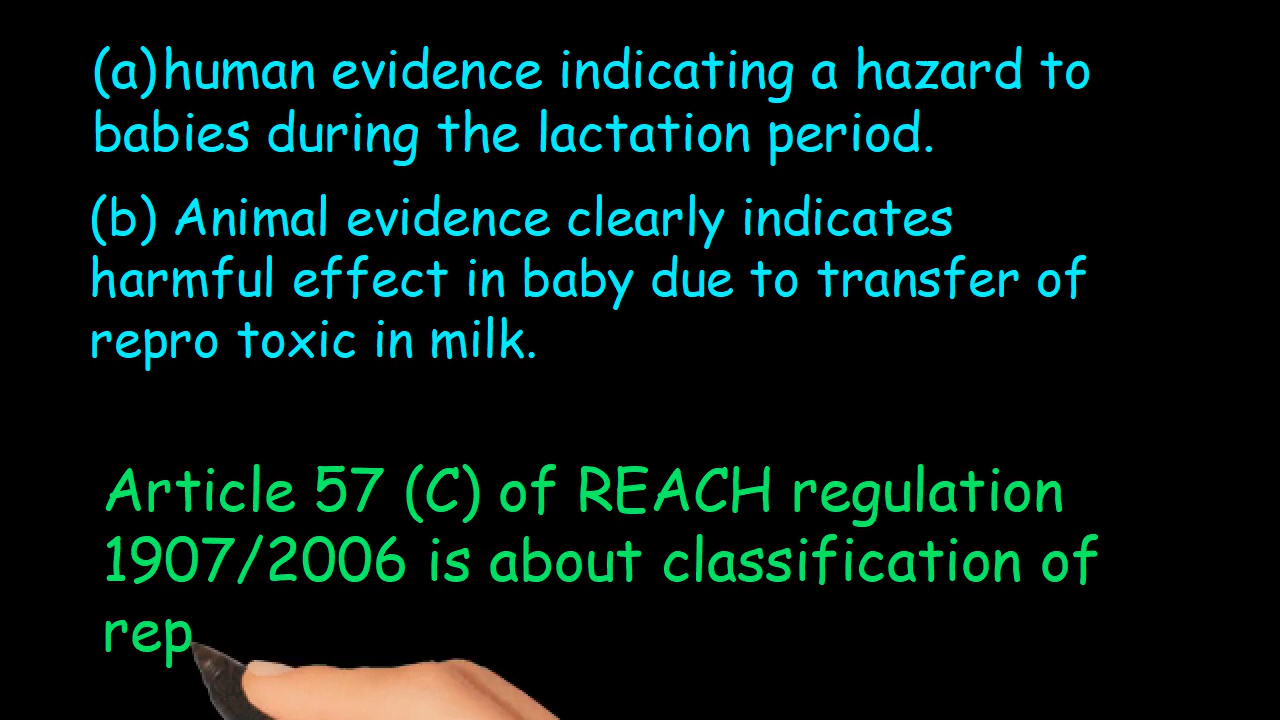 (a)human evidence indicating a hazard to
babies during the lactation period.
(b) Animal evidence clearly indicates
harmful effect in baby due to transfer of
repro toxic in milk.
Article 57 (C) of REACH regulation
1907/2006 is about classification of
rep